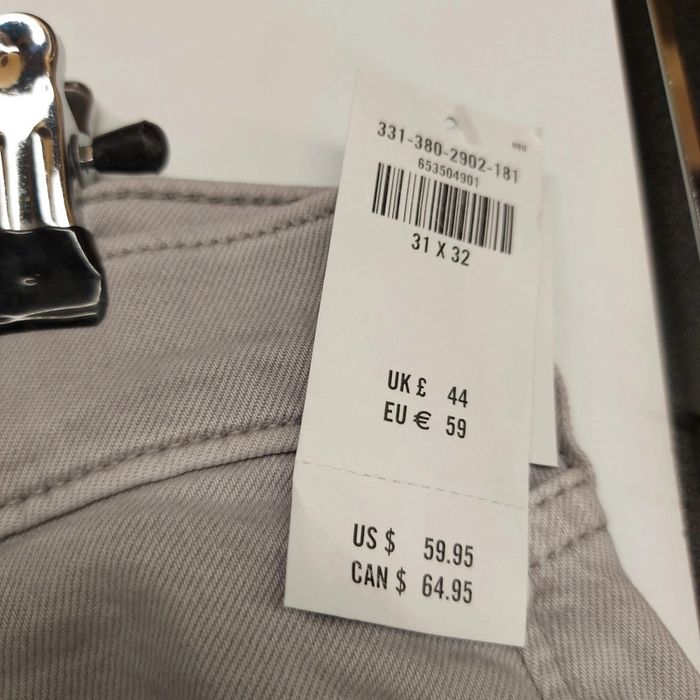 331-380-2902-181
653504901
31 X 32
UK £ 44
EU € 59
US $ 59.95
CAN $ 64.95